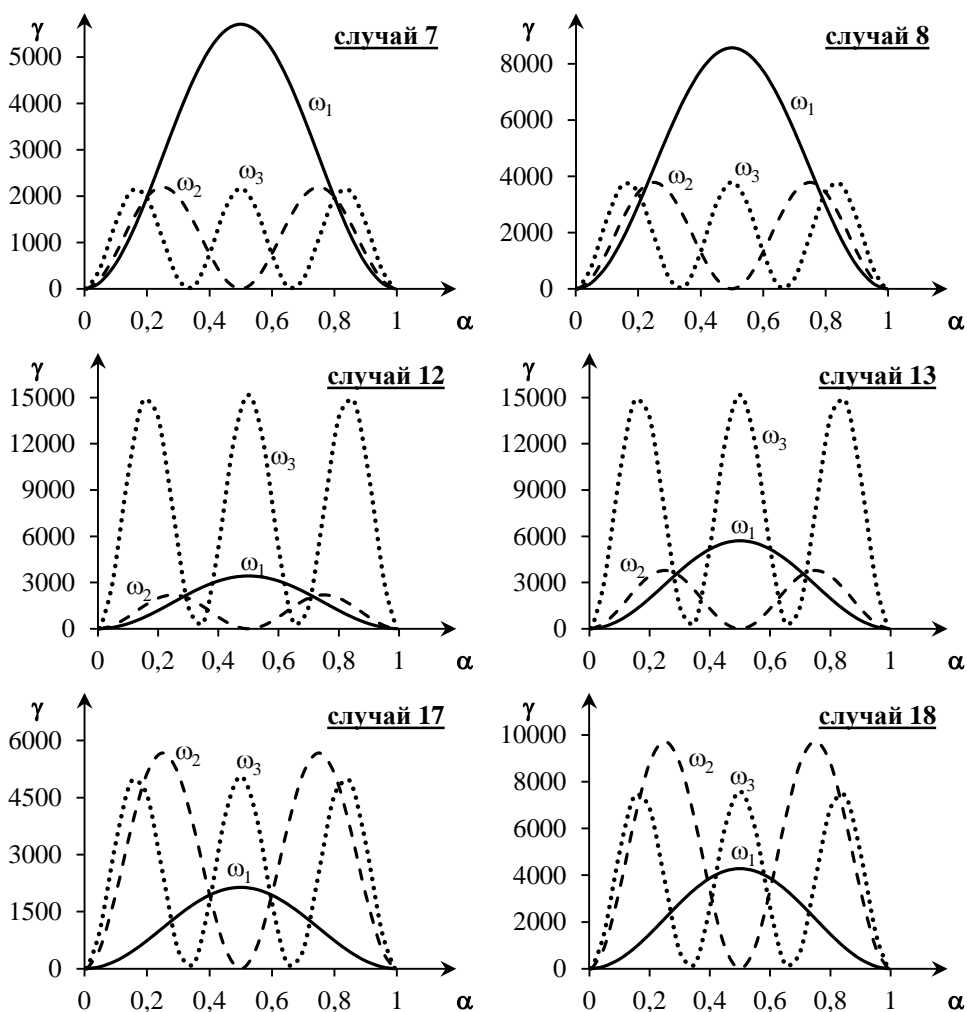 γ
случай 7
5000
4000
3000
2000
1000
0
ω1
ω2
ω3
0 0,2 0,4 0,6 0,8 1 α
γ
случай 8
8000
6000
4000
2000
0
ω1
ω2
ω3
0 0,2 0,4 0,6 0,8 1 α
γ
случай 12
15000
12000
9000
6000
3000
0
ω3
ω1
ω2
0 0,2 0,4 0,6 0,8 1 α
γ
случай 13
15000
12000
9000
6000
3000
0
ω3
ω1
ω2
0 0,2 0,4 0,6 0,8 1 α
γ
случай 17
6000
4500
3000
1500
0
ω2
ω3
ω1
0 0,2 0,4 0,6 0,8 1 α
γ
случай 18
10000
8000
6000
4000
2000
0
ω2
ω3
ω1
0 0,2 0,4 0,6 0,8 1 α